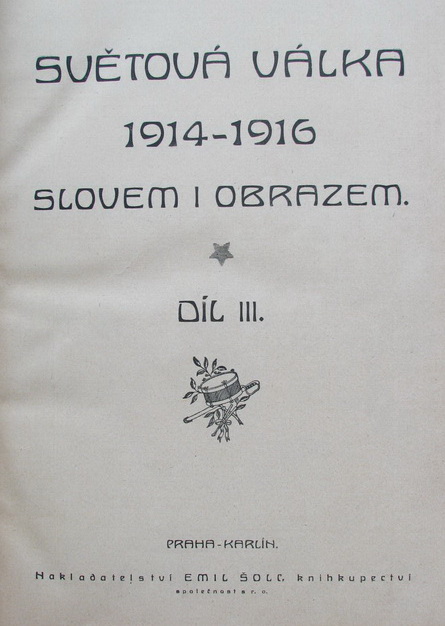 SVĚTOVÁ VÁLKA
1914-1916
SLOVEM I OBRAZEM.
DÍL III.
PRAHA-KARLÍN.
Nakladatelství EMIL ŠOLC, knihkupectví
společnost s r. o.